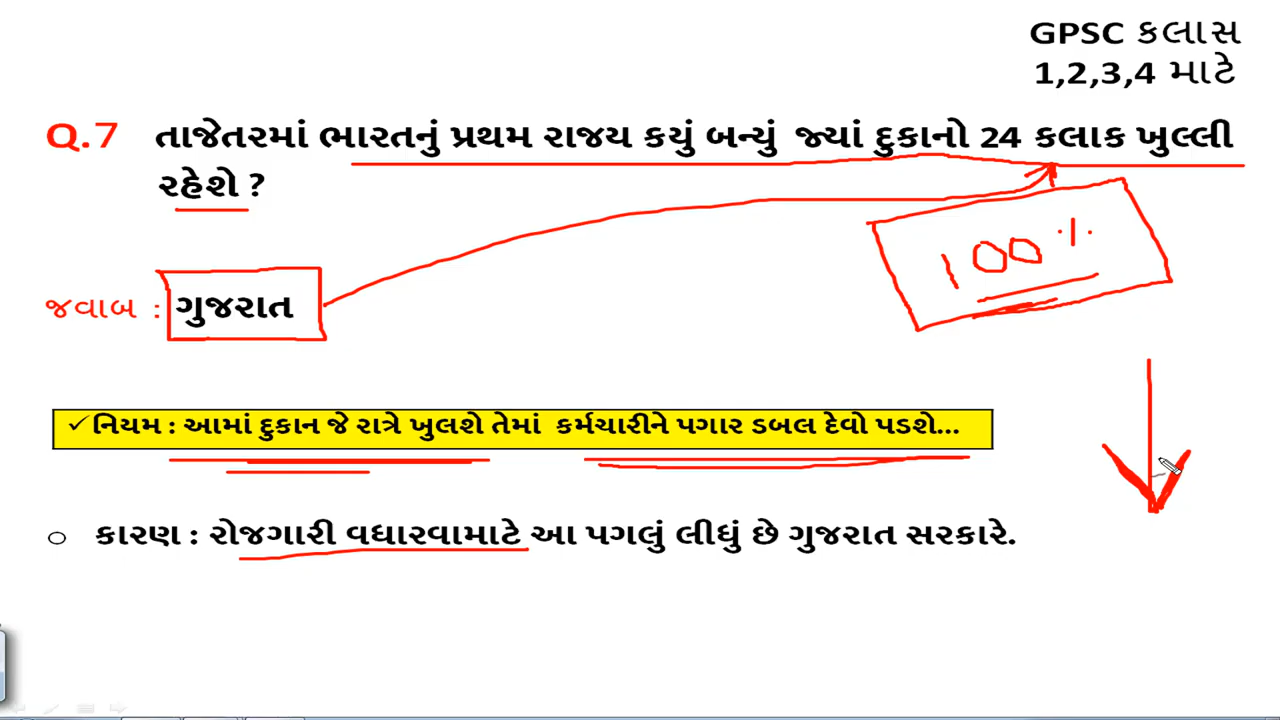 GPSC કલાસ
1,2,3,4 માટે
Q.7 તાજેતરમાં ભારતનું પ્રથમ રાજય કયું બન્યું જ્યાં દુકાનો 24 કલાક ખુલ્લી
રહેશે ?
100 %
જવાબ : ગુજરાત
✓ નિયમ : આમાં દુકાન જે રાત્રે ખુલશે તેમાં કર્મચારીને પગાર ડબલ દેવો પડશે...
○ કારણ : રોજગારી વધારવામાટે આ પગલું લીધું છે ગુજરાત સરકારે.